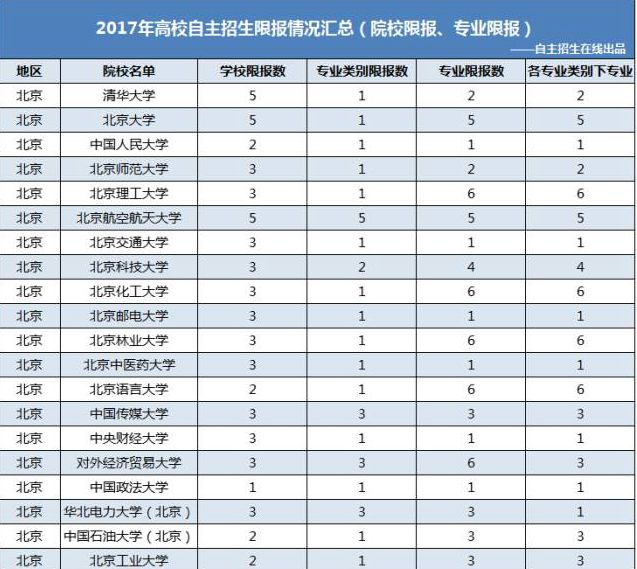 2017年高校自主招生限报情况汇总（院校限报、专业限报）
——自主招生在线出品
地区 院校名单 学校限报数 专业类别限报数 专业限报数 各专业类别下专业
北京 清华大学 5 1 2 2
北京 北京大学 5 1 5 5
北京 中国人民大学 2 1 1 1
北京 北京师范大学 3 1 2 2
北京 北京理工大学 3 1 6 6
北京 北京航空航天大学 5 5 5 5
北京 北京交通大学 3 1 1 1
北京 北京科技大学 3 2 4 4
北京 北京化工大学 3 1 6 6
北京 北京邮电大学 3 1 1 1
北京 北京林业大学 3 1 6 6
北京 北京中医药大学 3 1 1 1
北京 北京语言大学 2 1 6 6
北京 中国传媒大学 3 3 3 3
北京 中央财经大学 3 1 1 1
北京 对外经济贸易大学 3 3 6 3
北京 中国政法大学 1 1 1 1
北京 华北电力大学（北京） 3 3 3 1
北京 中国石油大学（北京） 2 1 3 3
北京 北京工业大学 2 1 3 3